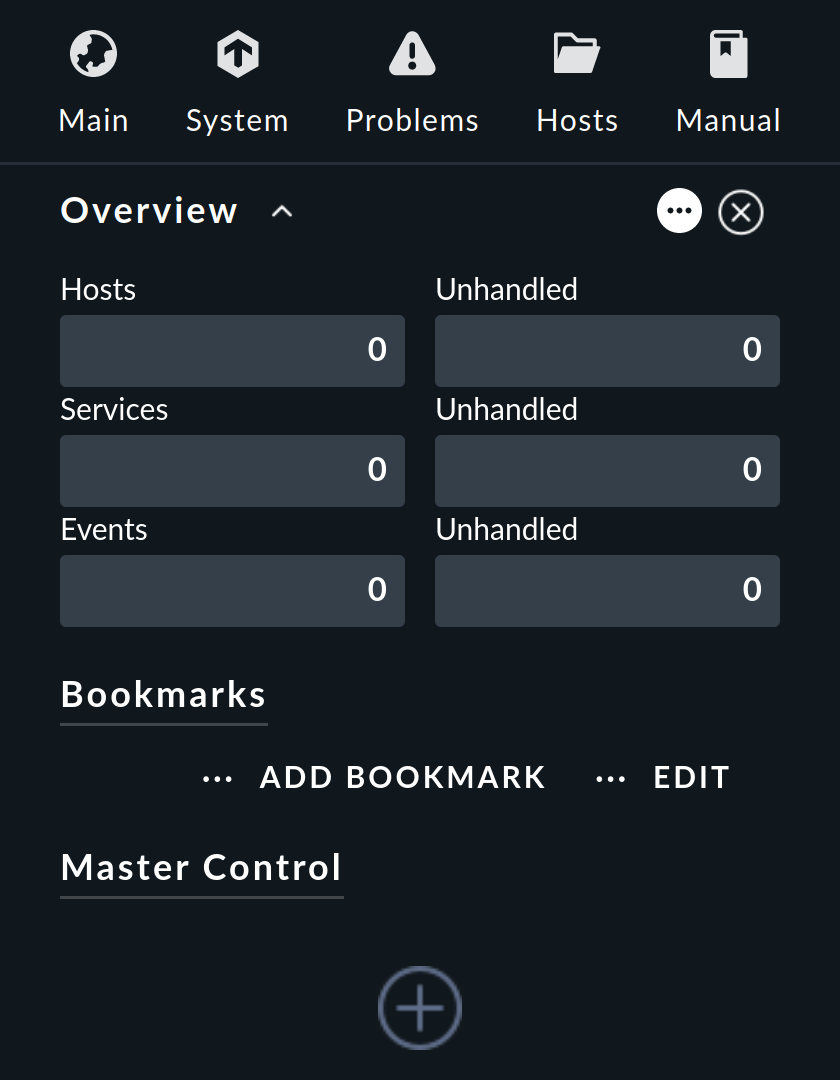 Main System Problems Hosts Manual
Overview
Hosts Unhandled
0 0
Services Unhandled
0 0
Events Unhandled
0 0
Bookmarks
ADD BOOKMARK EDIT
Master Control